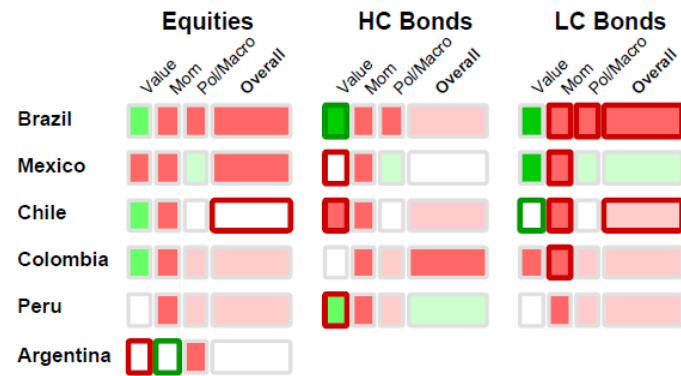 Equities HC Bonds LC Bonds
Value Mom Pol/Macro Overall Value Mom Pol/Macro Overall Value Mom Pol/Macro Overall
Brazil
Mexico
Chile
Colombia
Peru
Argentina